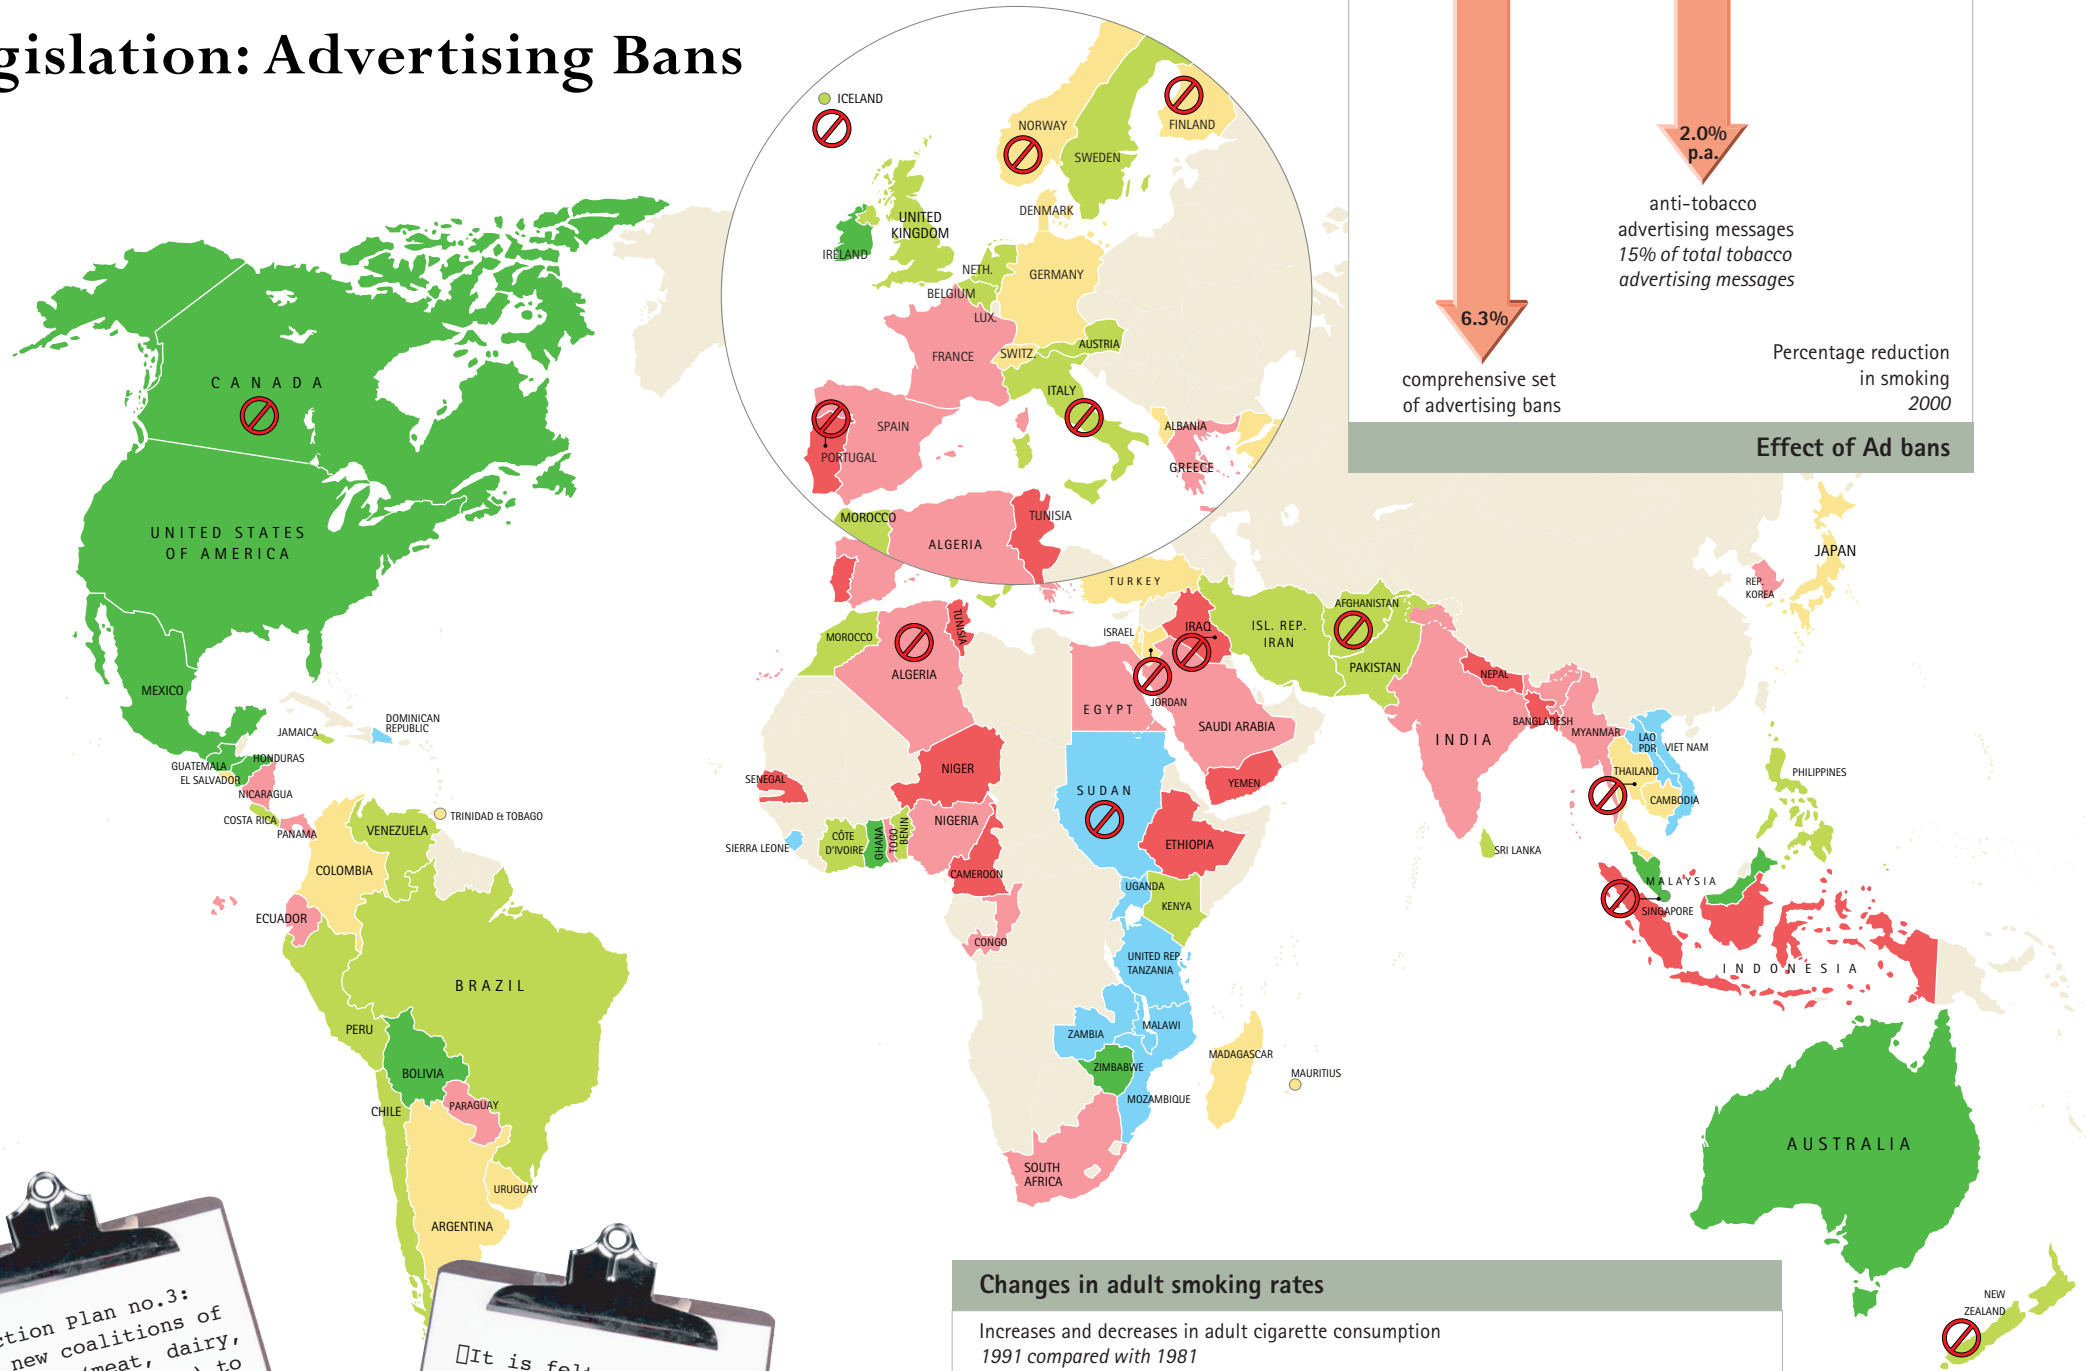 gislation: Advertising Bans
ICELAND
NORWAY
FINLAND
SWEDEN
UNITED
KINGDOM
DENMARK
IRELAND
NETH.
GERMANY
BELGIUM
LUX.
FRANCE
SWITZ.
AUSTRIA
ITALY
SPAIN
PORTUGAL
ALBANIA
GREECE
MOROCCO
ALGERIA
TUNISIA
2.0%
p.a.
anti-tobacco
advertising messages
15% of total tobacco
advertising messages
6.3%
comprehensive set
of advertising bans
Percentage reduction
in smoking
2000
Effect of Ad bans
CANADA
UNITED STATES
OF AMERICA
MEXICO
JAMAICA
DOMINICAN
REPUBLIC
GUATEMALA
HONDURAS
EL SALVADOR
NICARAGUA
COSTA RICA
PANAMA
TRINIDAD & TOBAGO
VENEZUELA
COLOMBIA
ECUADOR
BRAZIL
PERU
BOLIVIA
CHILE
PARAGUAY
URUGUAY
ARGENTINA
TURKEY
MOROCCO
ALGERIA
TUNISIA
ISRAEL
IRAQ
JORDAN
EGYPT
SAUDI ARABIA
YEMEN
ISL. REP.
IRAN
AFGHANISTAN
PAKISTAN
NEPAL
INDIA
BANGLADESH
MYANMAR
LAO
PDR
VIET NAM
THAILAND
CAMBODIA
PHILIPPINES
SRI LANKA
MALAYSIA
SINGAPORE
INDONESIA
JAPAN
REP.
KOREA
SENEGAL
NIGER
SIERRA LEONE
CÔTE
D'IVOIRE
GHANA
TOGO
BENIN
NIGERIA
CAMEROON
CONGO
SUDAN
ETHIOPIA
UGANDA
KENYA
UNITED REP.
TANZANIA
ZAMBIA
MALAWI
ZIMBABWE
MOZAMBIQUE
MADAGASCAR
MAURITIUS
SOUTH
AFRICA
AUSTRALIA
NEW
ZEALAND
ction Plan no.3:
new coalitions of
(meat, dairy,
to
It is fel
Changes in adult smoking rates
Increases and decreases in adult cigarette consumption
1991 compared with 1981